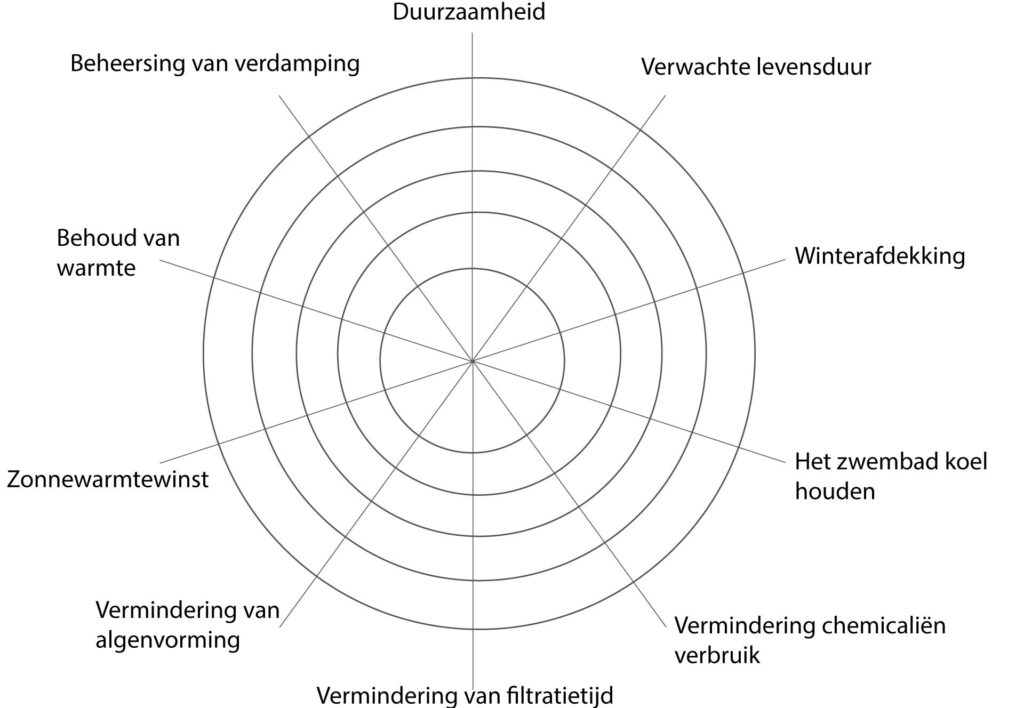 Duurzaamheid
Beheersing van verdamping
Verwachte levensduur
Behoud van
warmte
Winterafdekking
Zonnewarmtewinst
Het zwembad koel
houden
Vermindering van
algenvorming
Vermindering chemicaliën
verbruik
Vermindering van filtratietijd